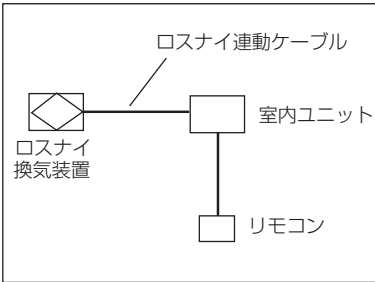 ロスナイ連動ケーブル
室内ユニット
ロスナイ
換気装置
リモコン